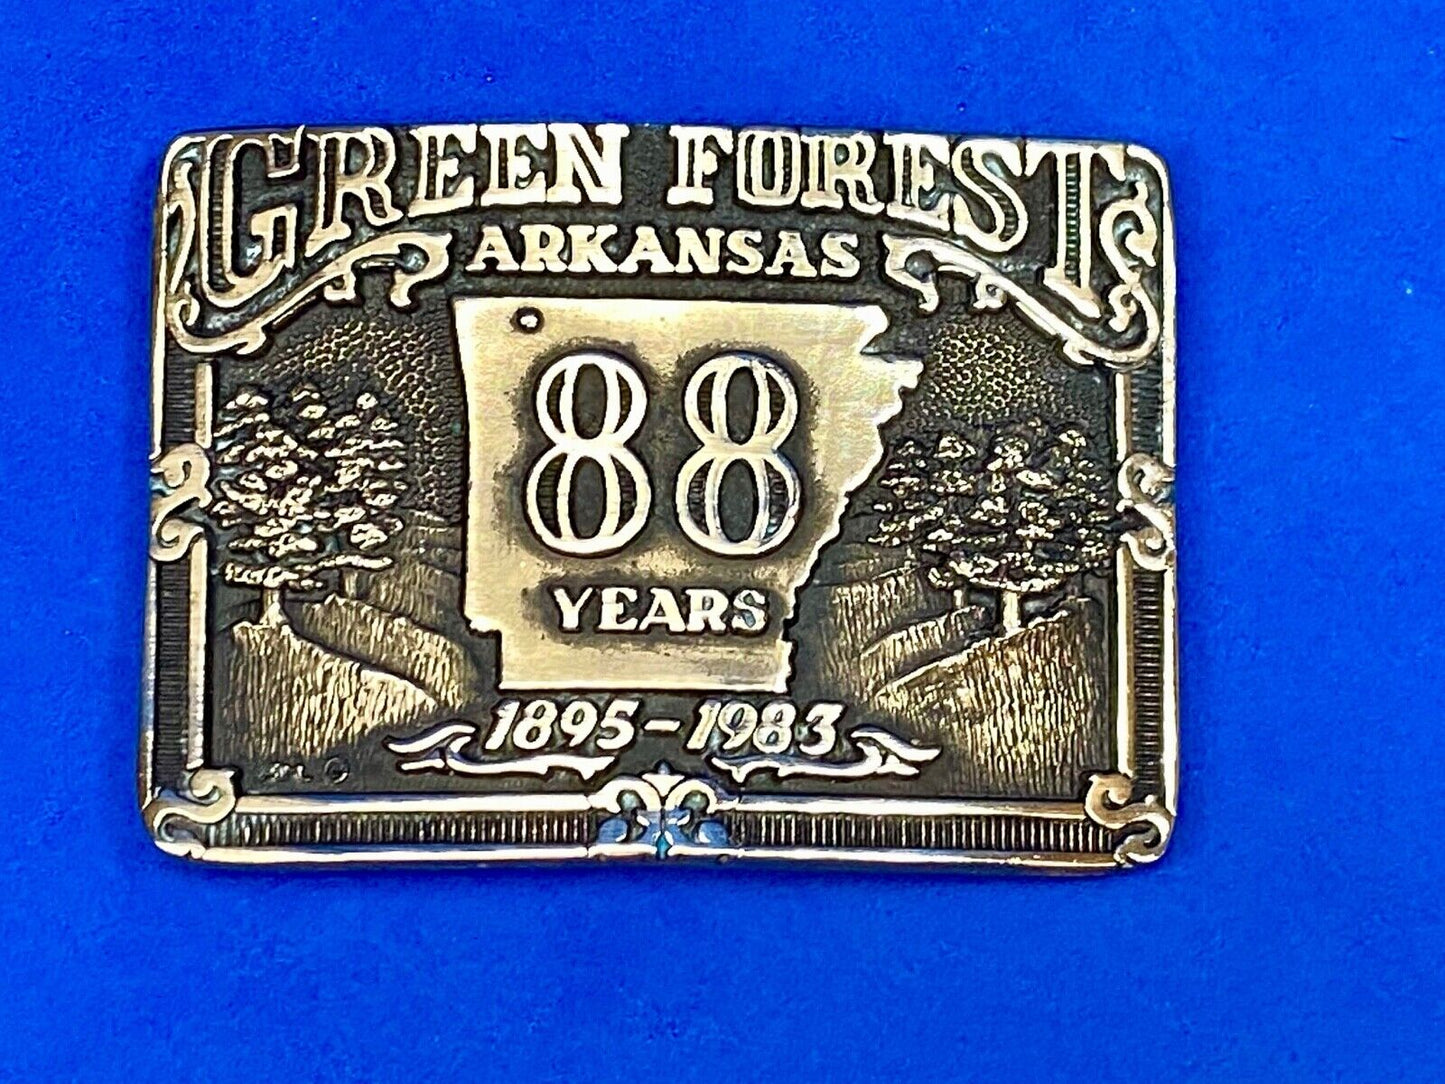 GREEN FOREST
ARKANSAS
88
YEARS
1895-1983